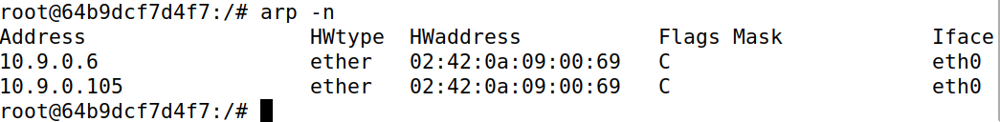 root@64b9dcf7d4f7:/# arp -n
Address                  HWtype  HWaddress           Flags Mask            Iface
10.9.0.6                 ether   02:42:0a:09:00:69   C                     eth0
10.9.0.105               ether   02:42:0a:09:00:69   C                     eth0
root@64b9dcf7d4f7:/#